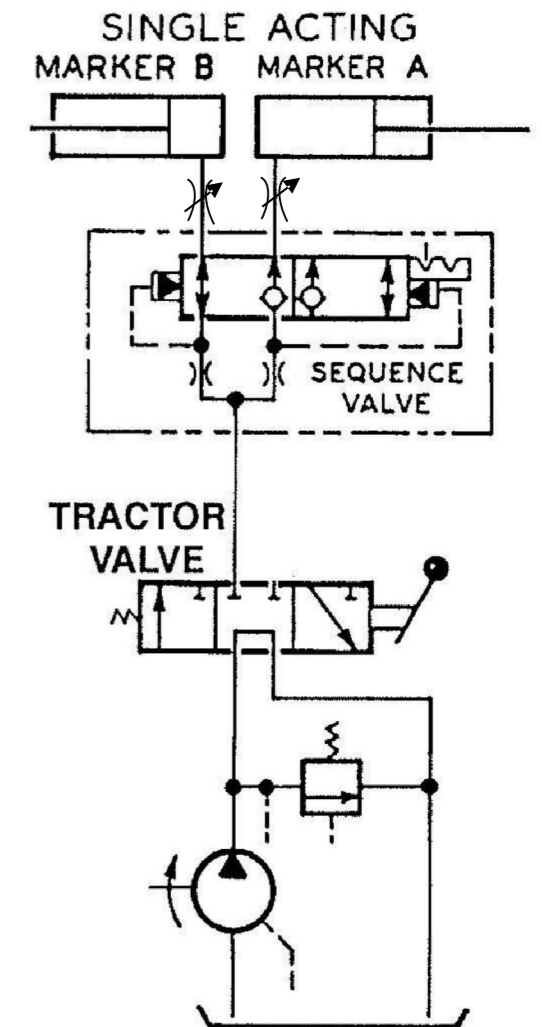 SINGLE ACTING
MARKER B MARKER A
SEQUENCE
VALVE
TRACTOR
VALVE